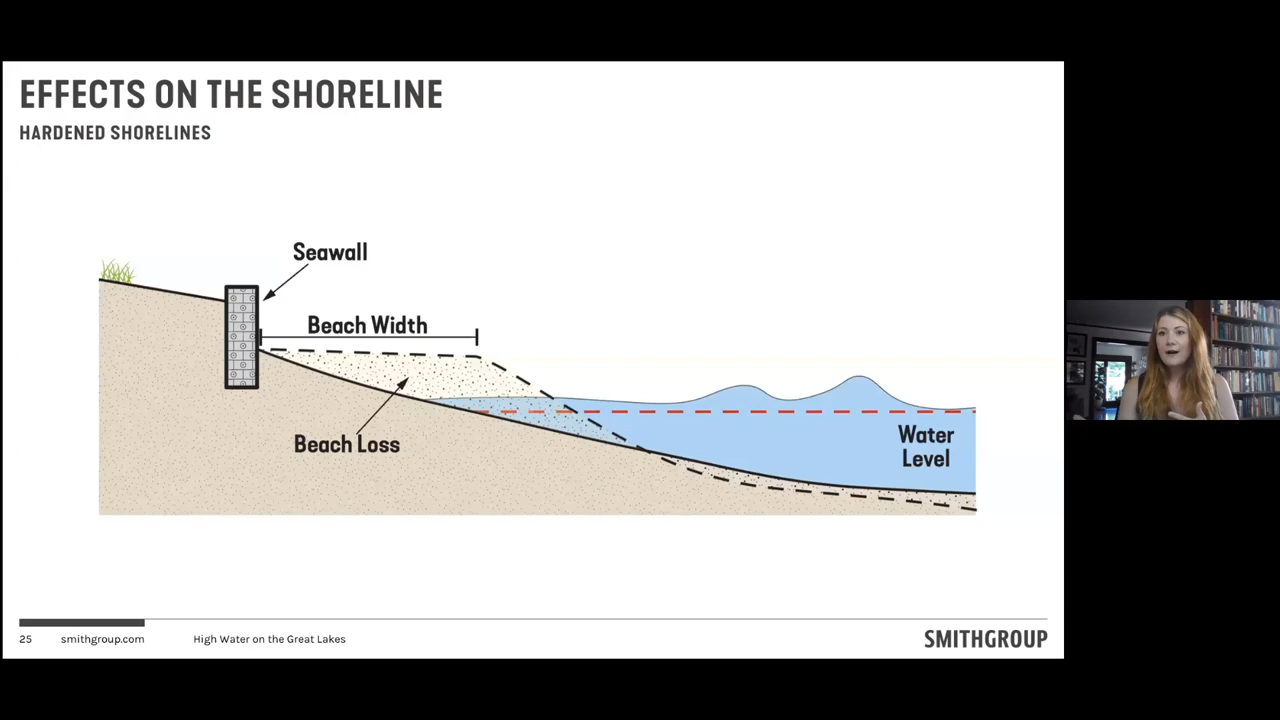 EFFECTS ON THE SHORELINE
HARDENED SHORELINES
Seawall
Beach Width
Beach Loss
Water
Level
25 smithgroup.com High Water on the Great Lakes
SMITHGROUP